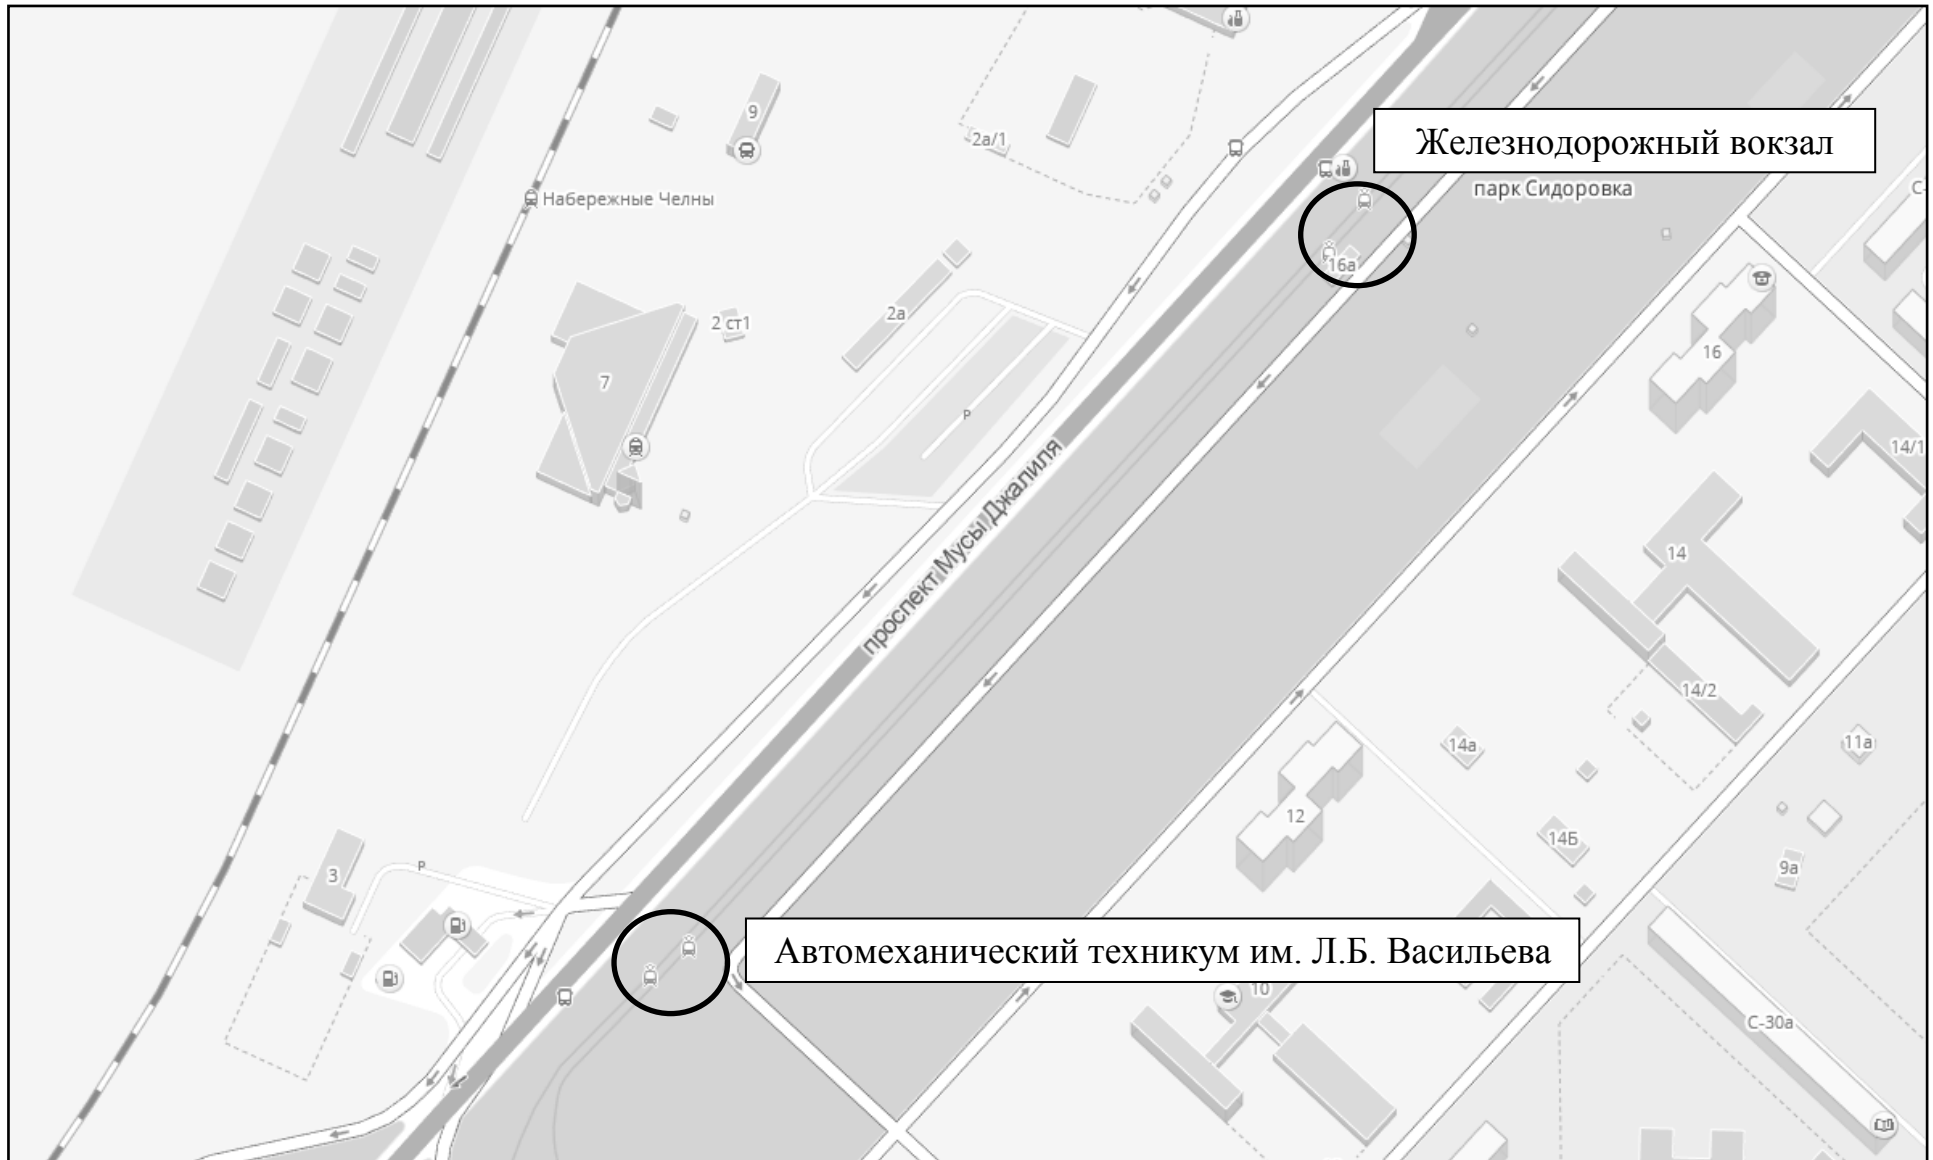 9
2а/1
Железнодорожный вокзал
парк Сидоровка
С-
Набережные Челны
16а
2а
2 ст1
16
7
P
14/1
проспект Мусы Джалиля
14
14/2
14а
11а
12
14Б
9а
P
3
Автомеханический техникум им. Л.Б. Васильева
10
С-30а